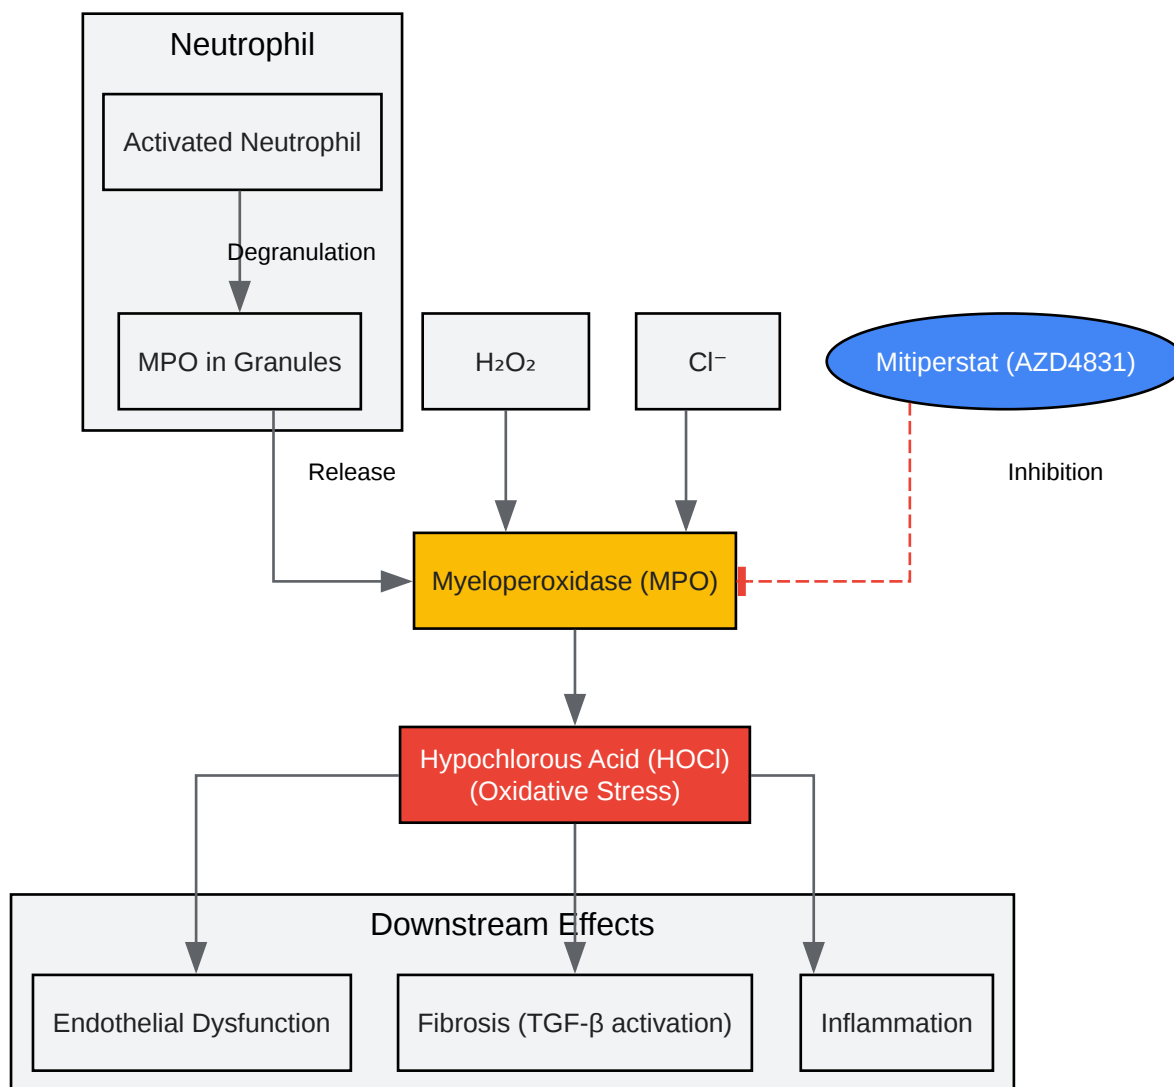 Neutrophil
Activated Neutrophil
Degranulation
MPO in Granules
H₂O₂
Cl⁻
Mitiperstat (AZD4831)
Release
Inhibition
Myeloperoxidase (MPO)
Hypochlorous Acid (HOCl)
(Oxidative Stress)
Downstream Effects
Endothelial Dysfunction
Fibrosis (TGF-β activation)
Inflammation